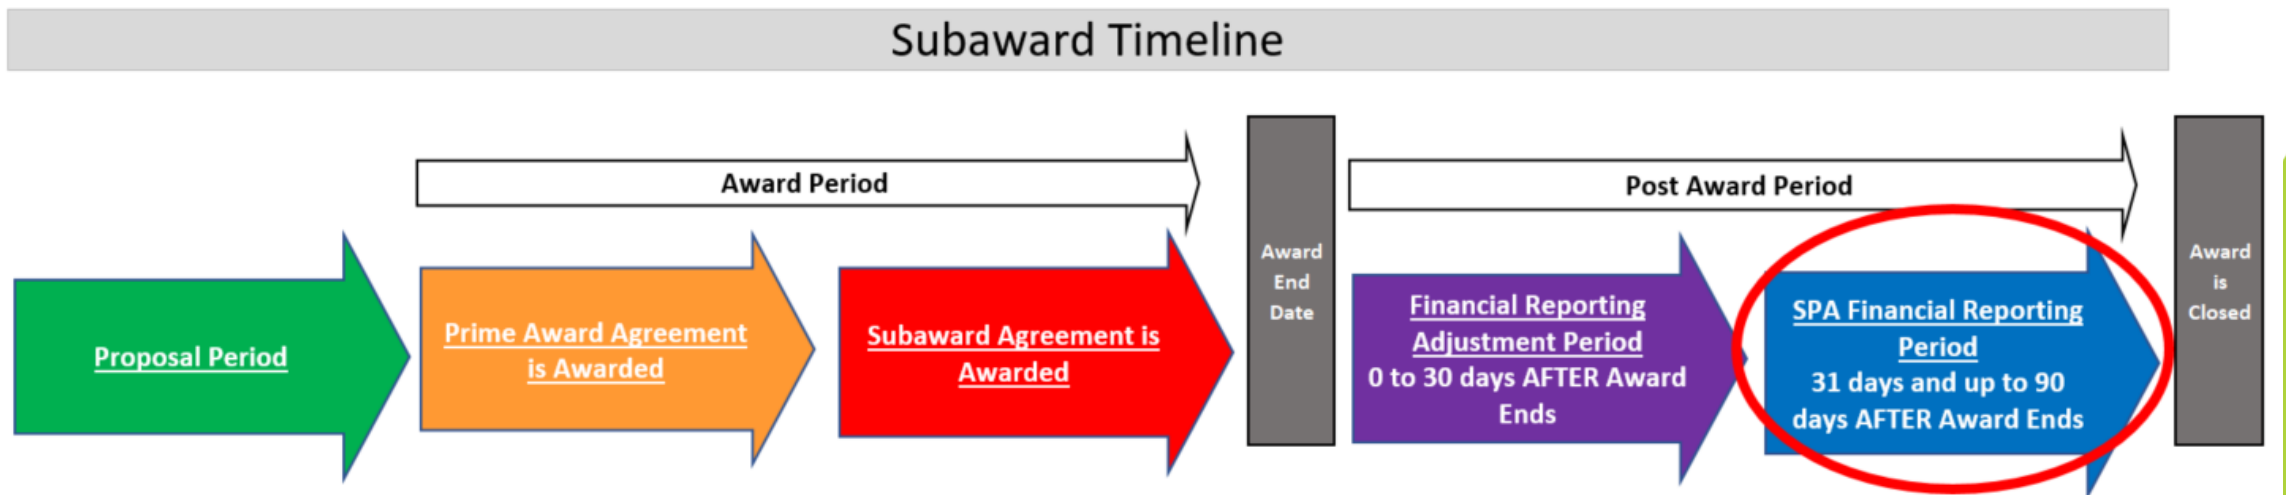 Subaward Timeline
Award Period
Post Award Period
Proposal Period
Prime Award Agreement
is Awarded
Subaward Agreement is
Awarded
Award
End
Date
Financial Reporting
Adjustment Period
0 to 30 days AFTER Award
Ends
SPA Financial Reporting
Period
31 days and up to 90
days AFTER Award Ends
Award
is
Closed